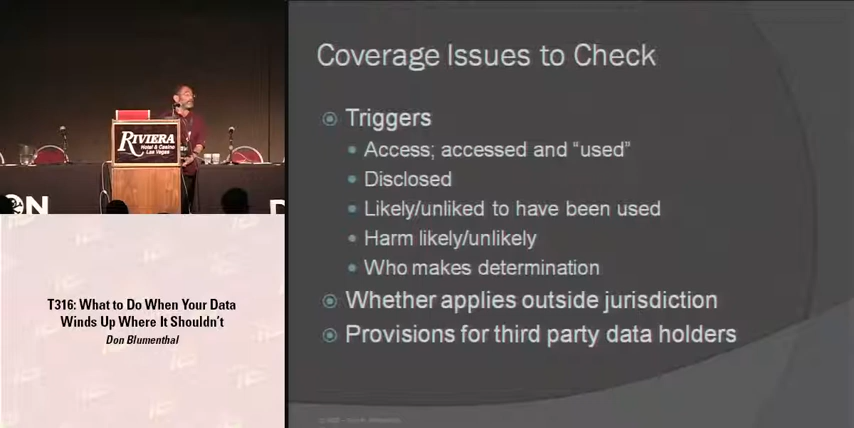 RIVIERA
Hotel & Casino
Las Vegas
ON
D
T316: What to Do When Your Data
Winds Up Where It Shouldn't
Don Blumenthal
Coverage Issues to Check
Triggers
Access; accessed and "used"
Disclosed
Likely/unliked to have been used
Harm likely/unlikely
Who makes determination
Whether applies outside jurisdiction
Provisions for third party data holders